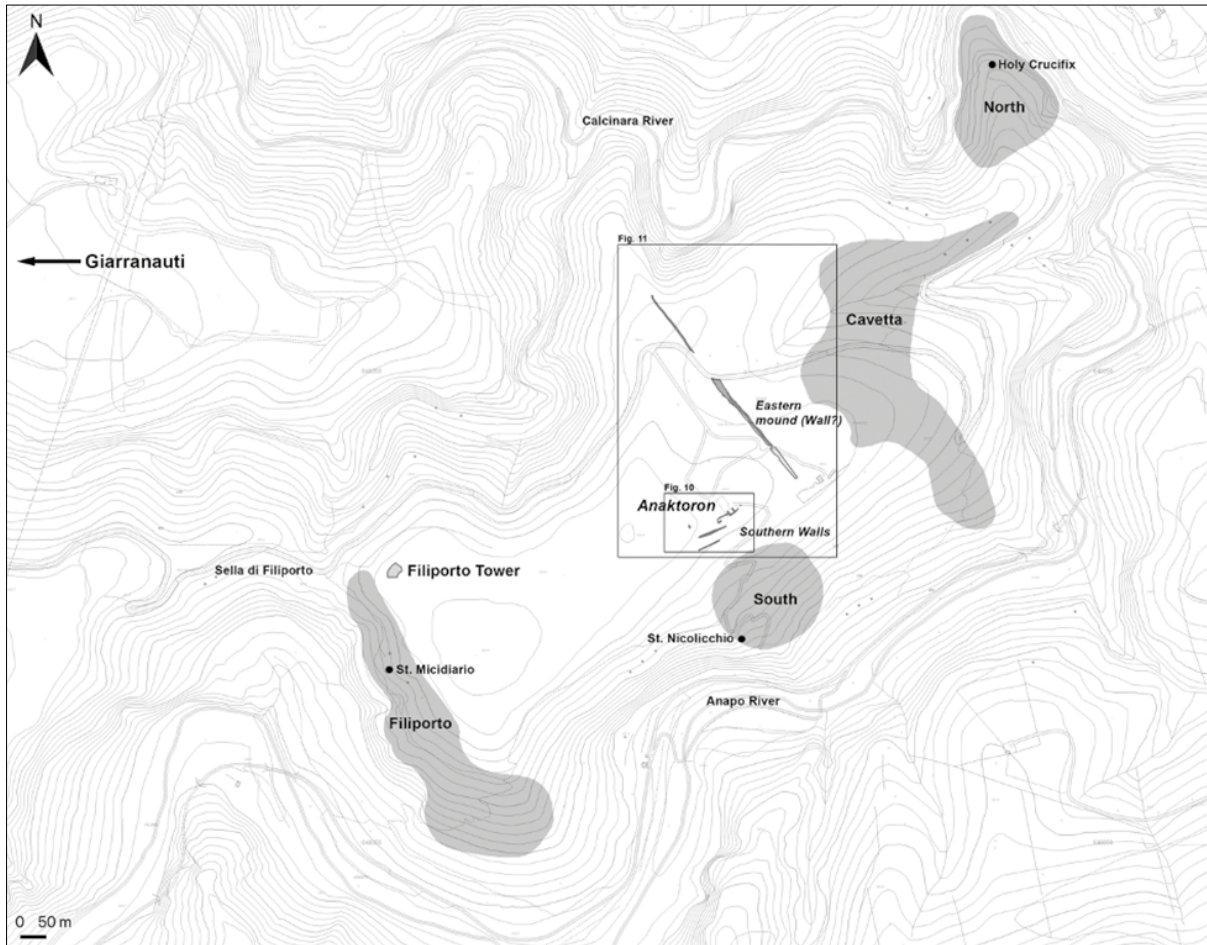 N
Holy Crucifix
North
Calcinara River
Fig. 11
Giarranauti
Cavetta
Eastern
mound (Wall?)
Fig. 10
Anaktoron
Southern Walls
Sella di Filiporto
Filiporto Tower
South
St. Nicolicchio
St. Micidiario
Anapo River
Filiporto
0 50 m